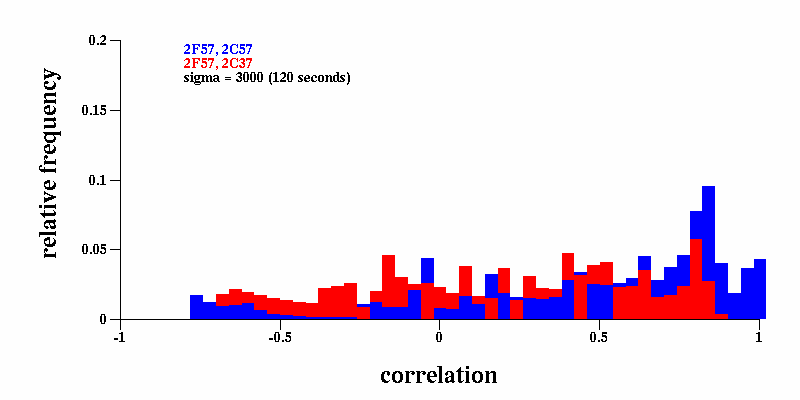 0.2
2F57, 2C57
2F57, 2C37
sigma = 3000 (120 seconds)
0.15
relative frequency
0.1
0.05
0
-1 -0.5 0 0.5 1
correlation